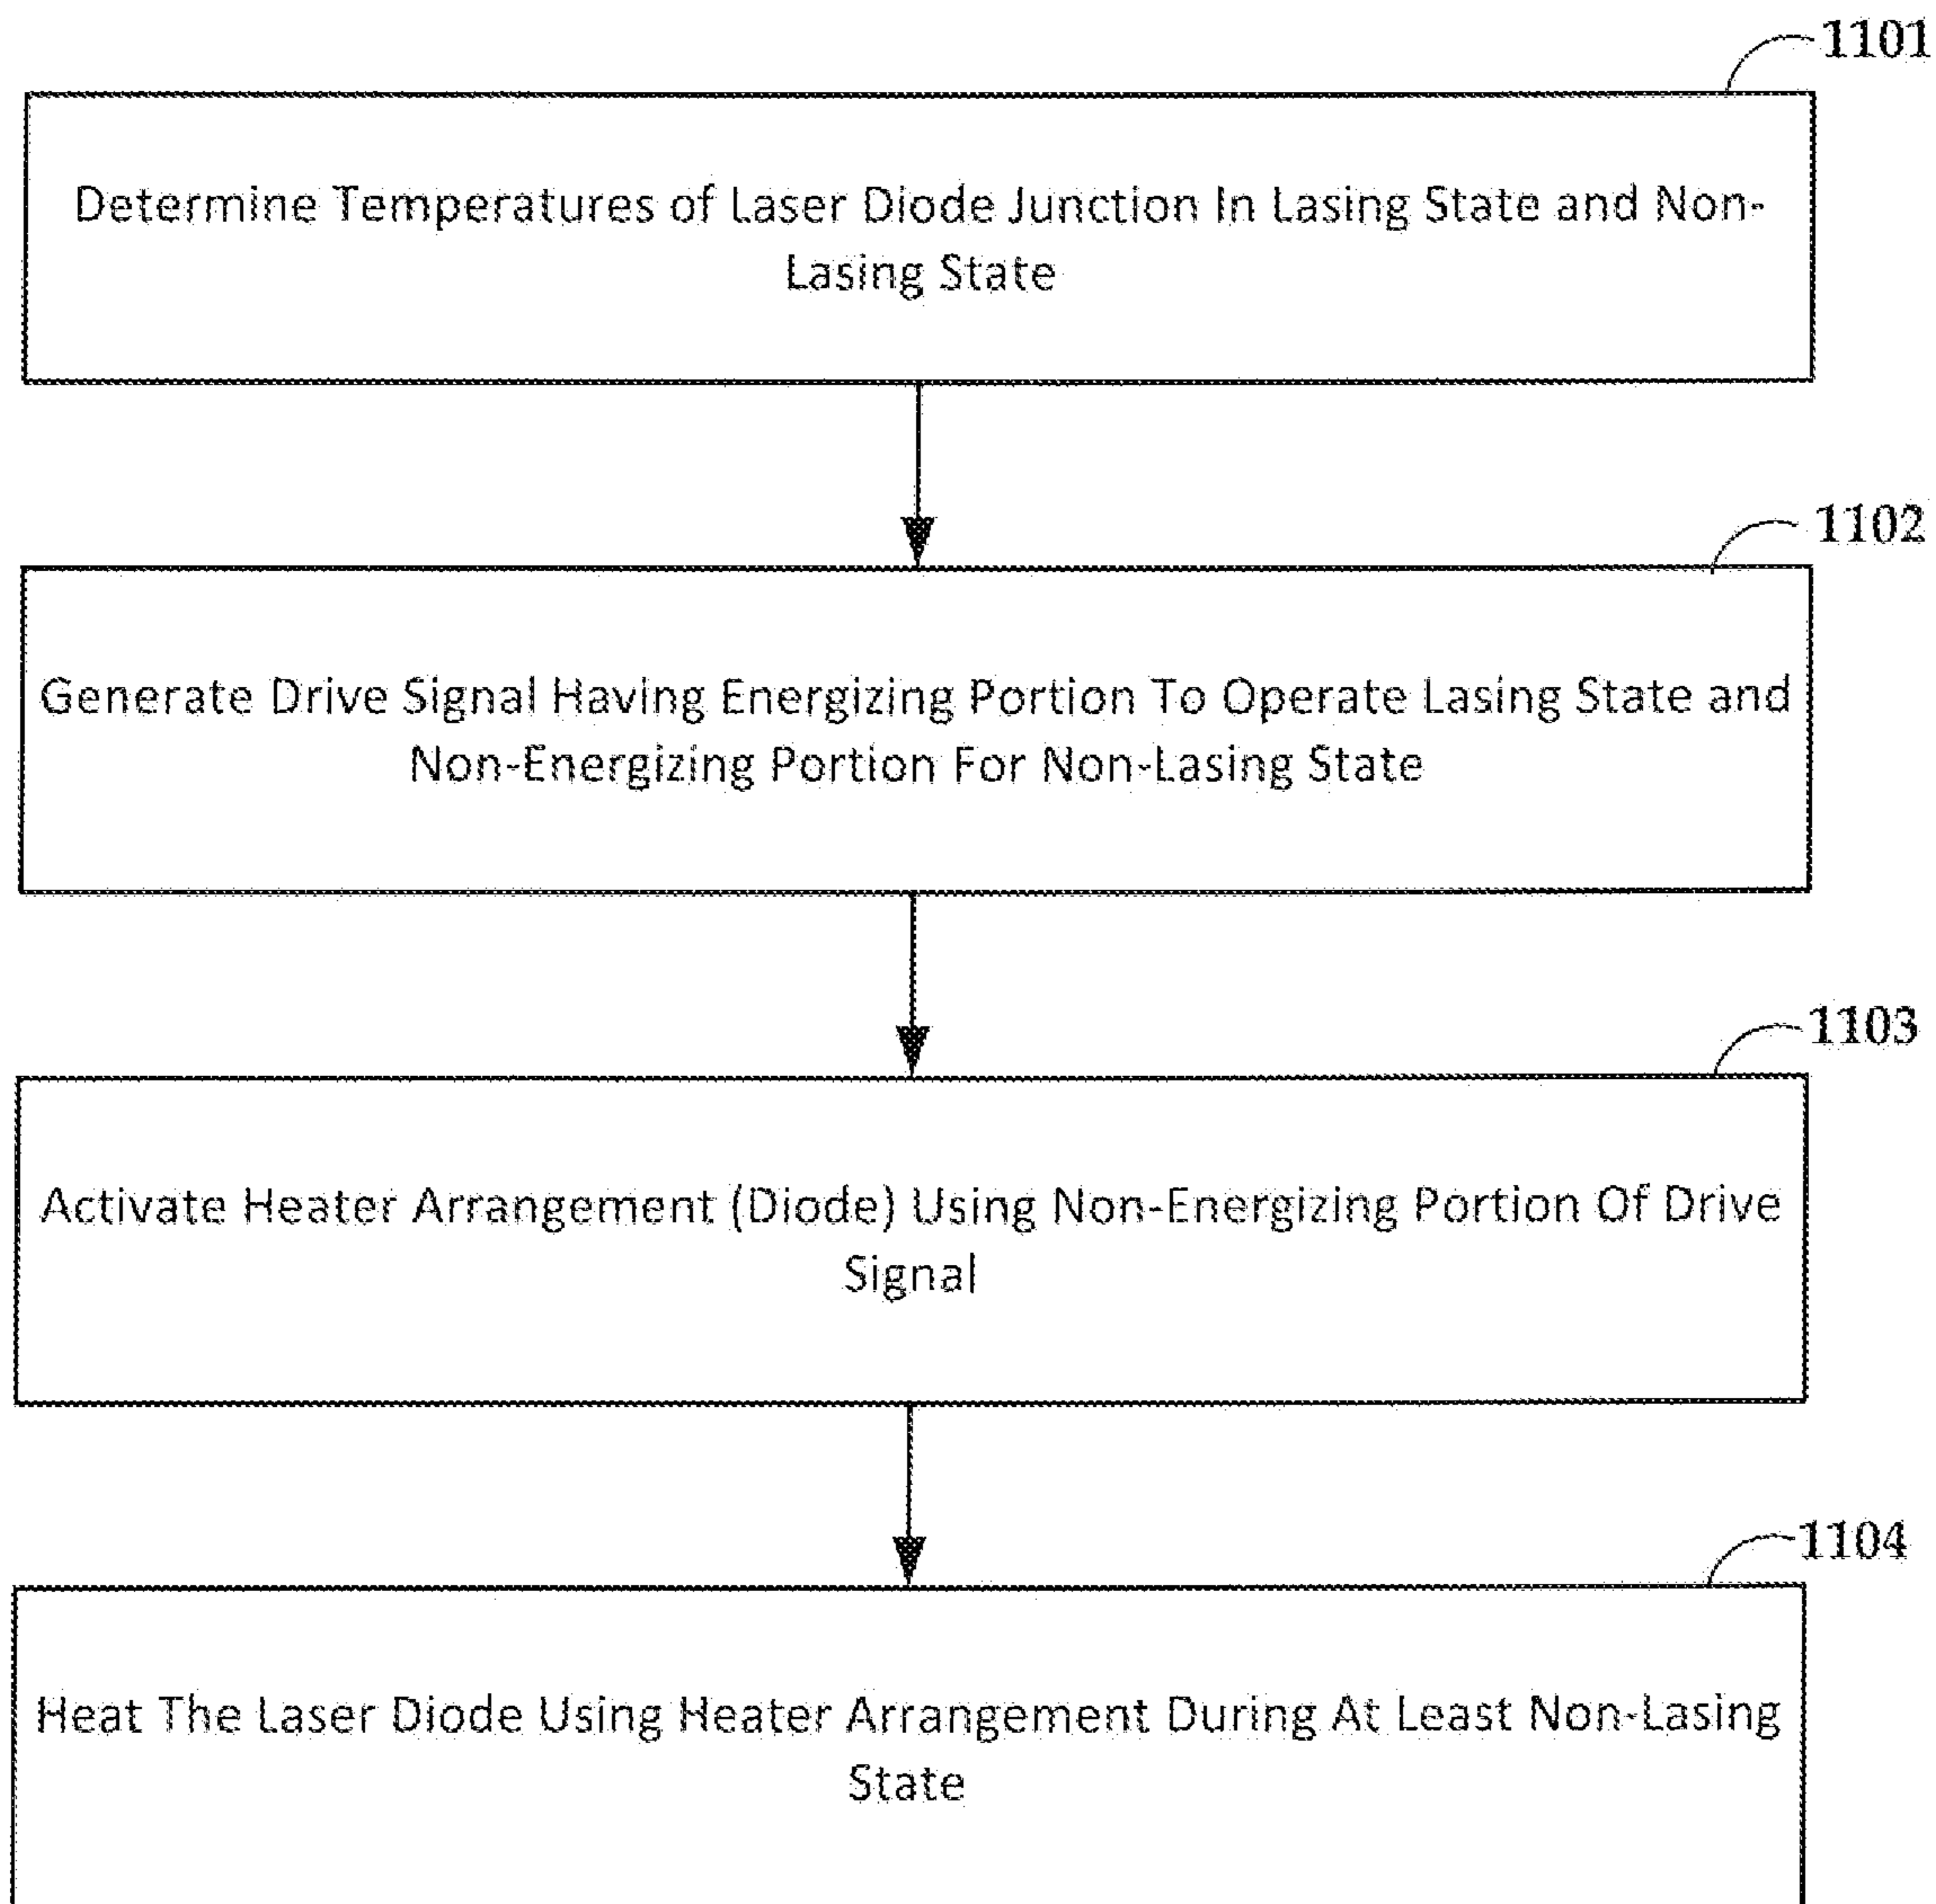 1101
Determine Temperatures of Laser Diode Junction In Lasing State and Non-
Lasing State
1102
Generate Drive Signal Having Energizing Portion To Operate Lasing State and
Non-Energizing Portion For Non-Lasing State
1103
Activate Heater Arrangement (Diode) Using Non-Energizing Portion Of Drive
Signal
1104
Heat The Laser Diode Using Heater Arrangement During At Least Non-Lasing
State